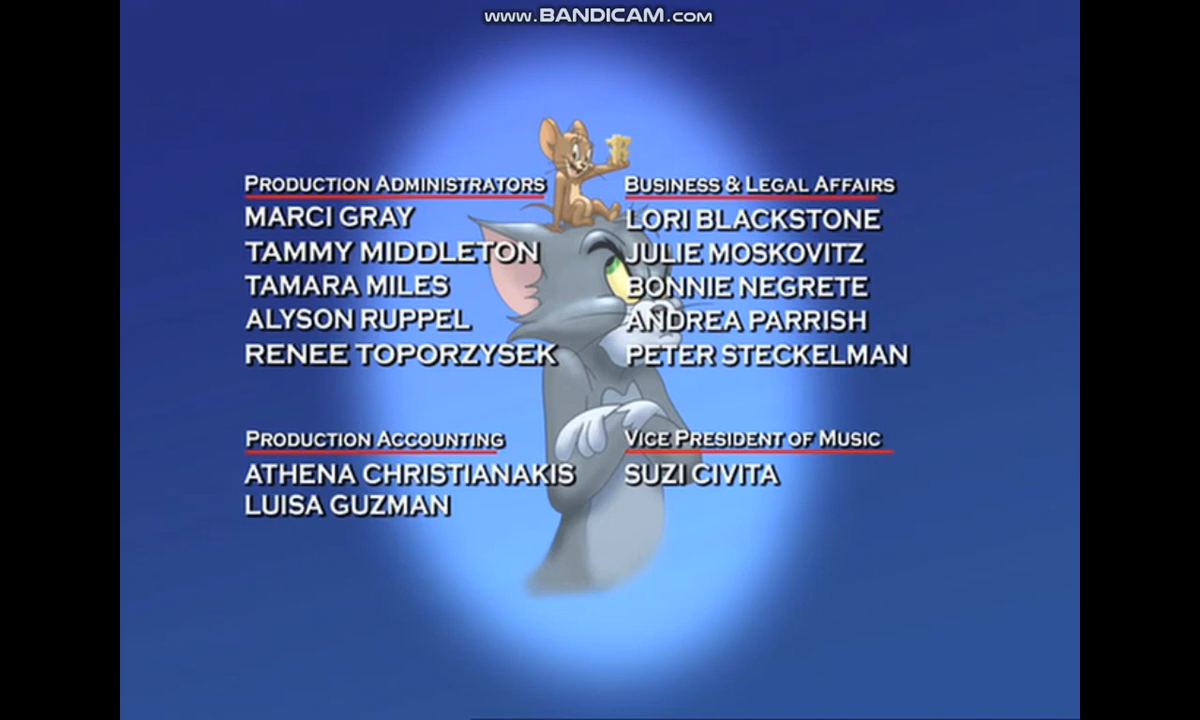 www.BANDICAM.com
PRODUCTION ADMINISTRATORS
MARCI GRAY
TAMMY MIDDLETON
TAMARA MILES
ALYSON RUPPEL
RENEE TOPORZYSEK
BUSINESS & LEGAL AFFAIRS
LORI BLACKSTONE
JULIE MOSKOVITZ
BONNIE NEGRETE
ANDREA PARRISH
PETER STECKELMAN
PRODUCTION ACCOUNTING
ATHENA CHRISTIANAKIS
LUISA GUZMAN
VICE PRESIDENT OF MUSIC
SUZI CIVITA